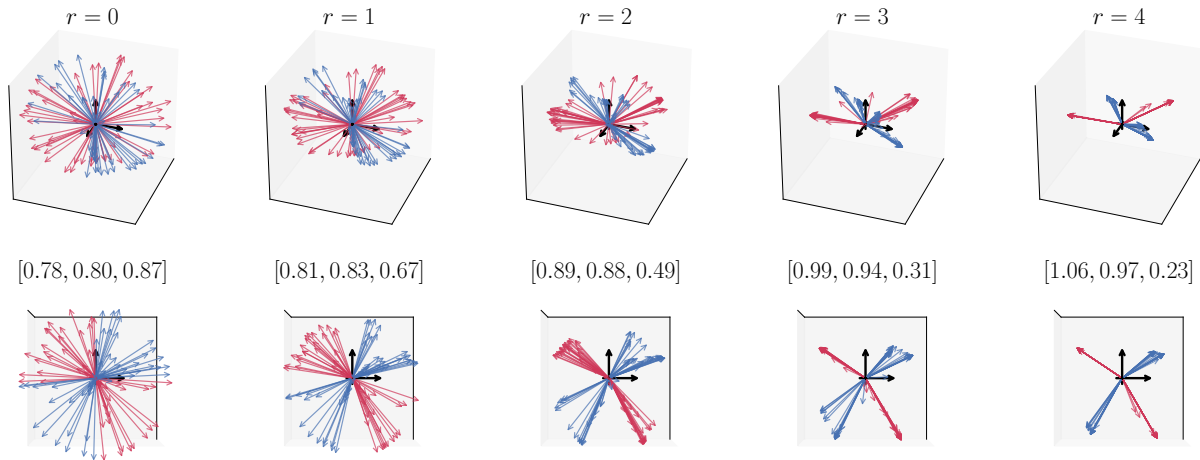 r = 0
r = 1
r = 2
r = 3
r = 4
[0.78, 0.80, 0.87]
[0.81, 0.83, 0.67]
[0.89, 0.88, 0.49]
[0.99, 0.94, 0.31]
[1.06, 0.97, 0.23]